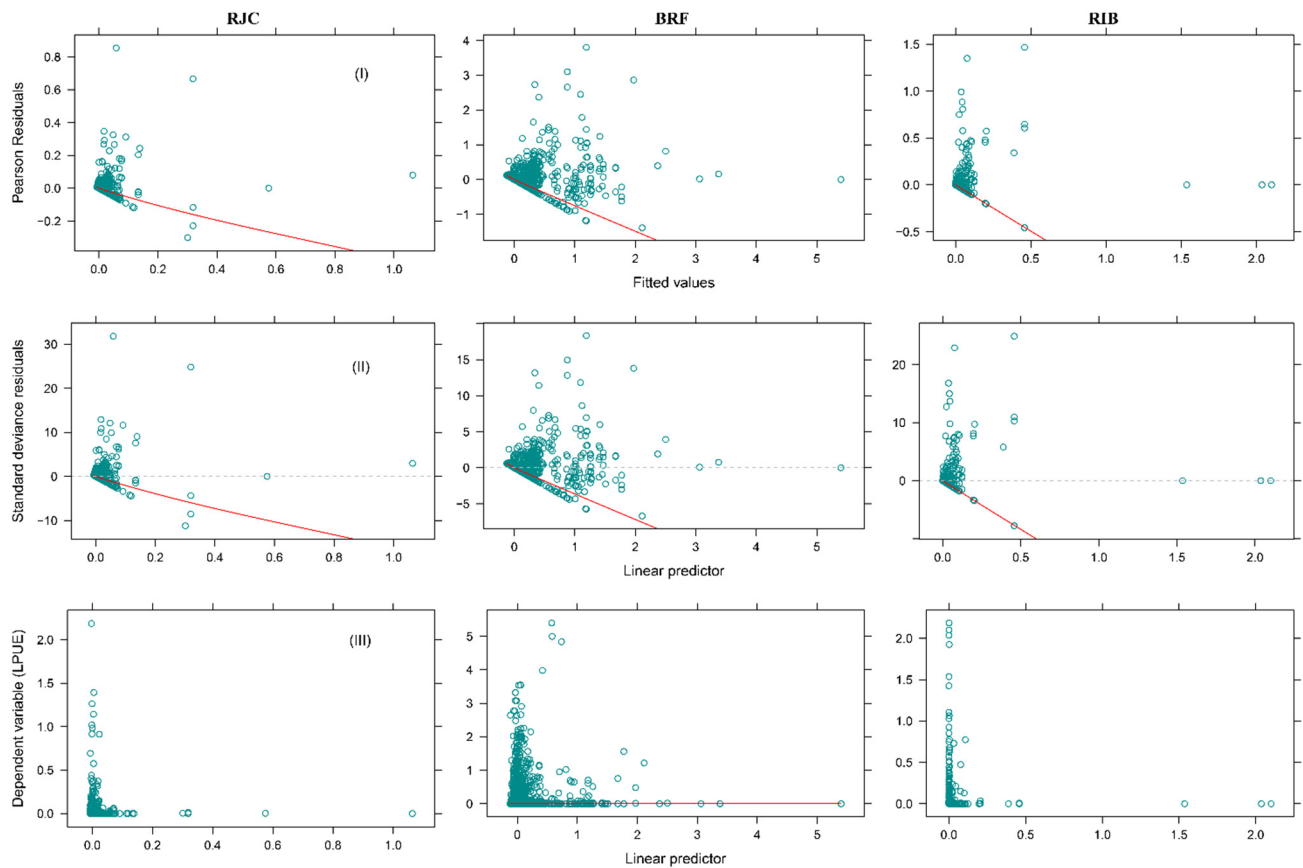 RJC BRF RIB
Pearson Residuals
0.8
0.6
0.4
0.2
0.0
−0.2
(I)
0.0 0.2 0.4 0.6 0.8 1.0
4
3
2
1
0
−1
0 1 2 3 4 5
Fitted values
1.5
1.0
0.5
0.0
−0.5
0.0 0.5 1.0 1.5 2.0
Standard deviance residuals
30
20
10
0
−10
(II)
0.0 0.2 0.4 0.6 0.8 1.0
15
10
5
0
−5
0 1 2 3 4 5
Linear predictor
20
10
0
0.0 0.5 1.0 1.5 2.0
Dependent variable (LPUE)
2.0
1.5
1.0
0.5
0.0
(III)
0.0 0.2 0.4 0.6 0.8 1.0
5
4
3
2
1
0
0 1 2 3 4 5
Linear predictor
2.0
1.5
1.0
0.5
0.0
0.0 0.5 1.0 1.5 2.0